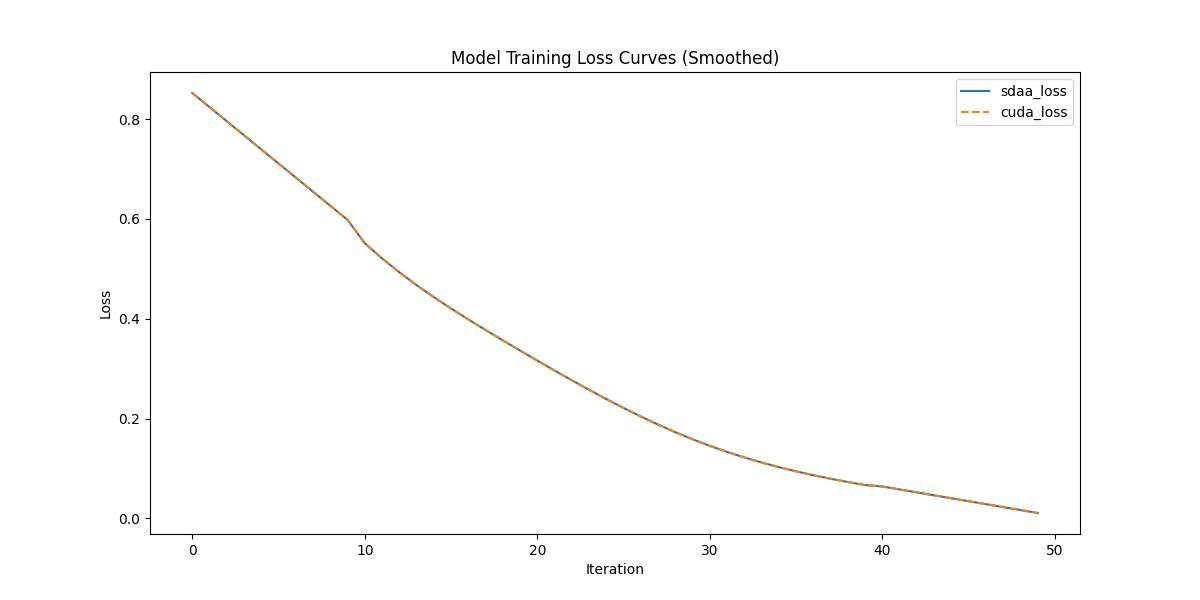 Model Training Loss Curves (Smoothed)
sdaa_loss
cuda_loss
Loss
0.8
0.6
0.4
0.2
0.0
0 10 20 30 40 50
Iteration